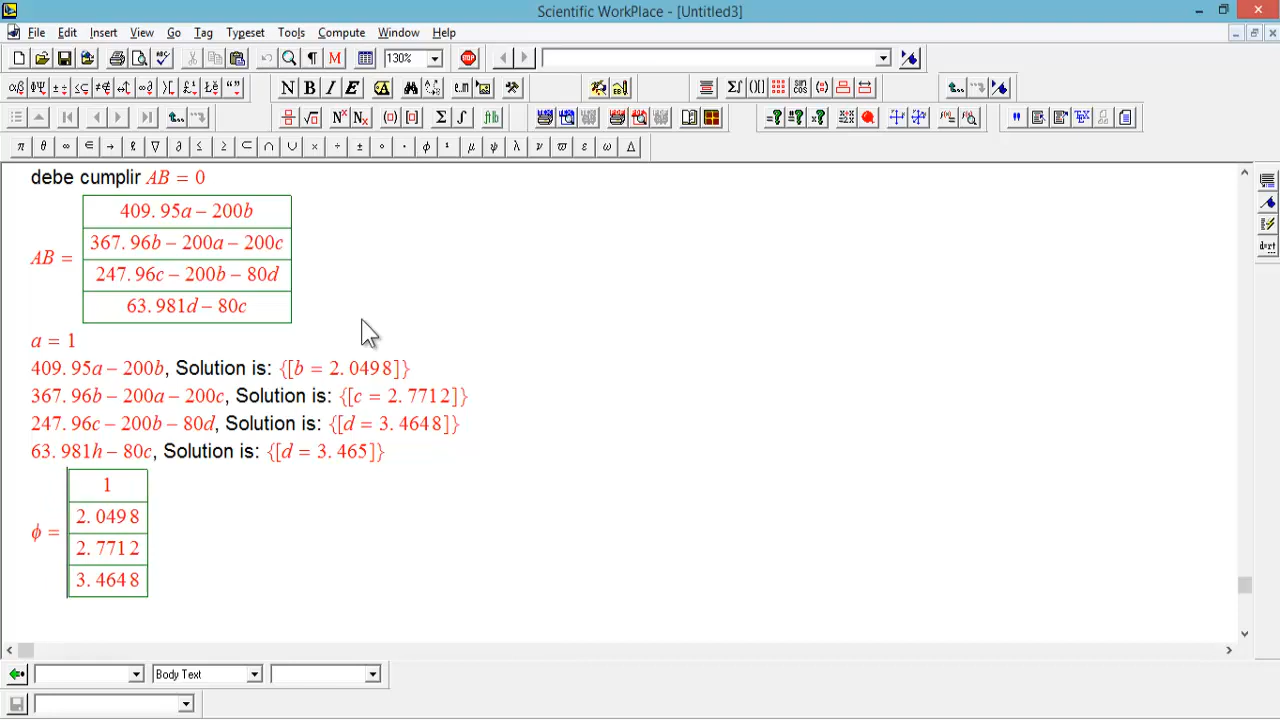 Scientific WorkPlace - [Untitled3]
File Edit Insert View Go Tag Typeset Tools Compute Window Help
130%
debe cumplir AB = 0
AB =
409.95a − 200b
367.96b − 200a − 200c
247.96c − 200b − 80d
63.981d − 80c
a = 1
409.95a − 200b, Solution is: {[b = 2.0498]}
367.96b − 200a − 200c, Solution is: {[c = 2.7712]}
247.96c − 200b − 80d, Solution is: {[d = 3.4648]}
63.981h − 80c, Solution is: {[d = 3.465]}
ϕ =
1
2.0498
2.7712
3.4648
Body Text